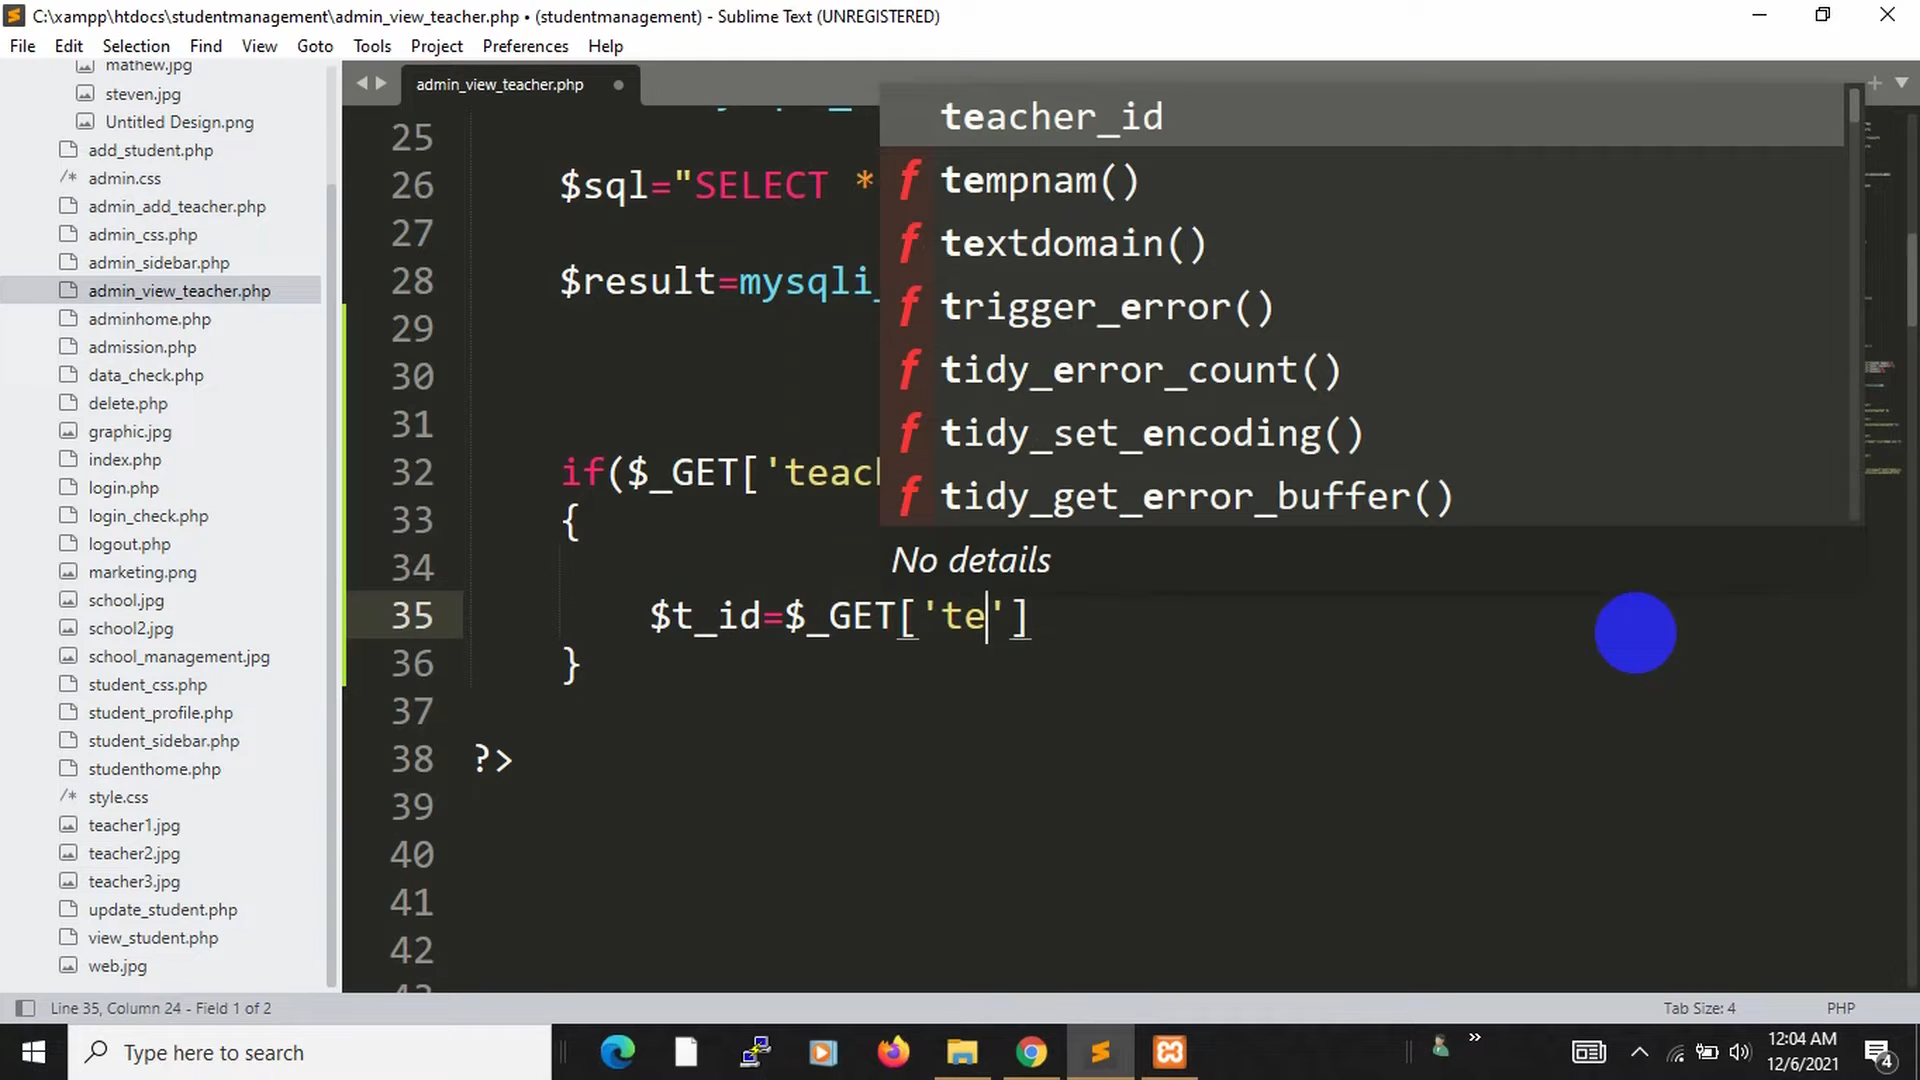 C:\xampp\htdocs\studentmanagement\admin_view_teacher.php • (studentmanagement) - Sublime Text (UNREGISTERED)
File Edit Selection Find View Goto Tools Project Preferences Help
mathew.jpg
steven.jpg
Untitled Design.png
add_student.php
/* admin.css
admin_add_teacher.php
admin_css.php
admin_sidebar.php
admin_view_teacher.php
adminhome.php
admission.php
data_check.php
delete.php
graphic.jpg
index.php
login.php
login_check.php
logout.php
marketing.png
school.jpg
school2.jpg
school_management.jpg
student_css.php
student_profile.php
student_sidebar.php
studenthome.php
/* style.css
teacher1.jpg
teacher2.jpg
teacher3.jpg
update_student.php
view_student.php
web.jpg
admin_view_teacher.php
25
26 $sql="SELECT *
27
28 $result=mysqli_
29
30
31
32 if($_GET['teach
33 {
34
35 $t_id=$_GET['te']
36 }
37
38 ?>
39
40
41
42
teacher_id
f tempnam()
f textdomain()
f trigger_error()
f tidy_error_count()
f tidy_set_encoding()
f tidy_get_error_buffer()
No details
Line 35, Column 24 - Field 1 of 2
Tab Size: 4
PHP
Type here to search
12:04 AM
12/6/2021
4